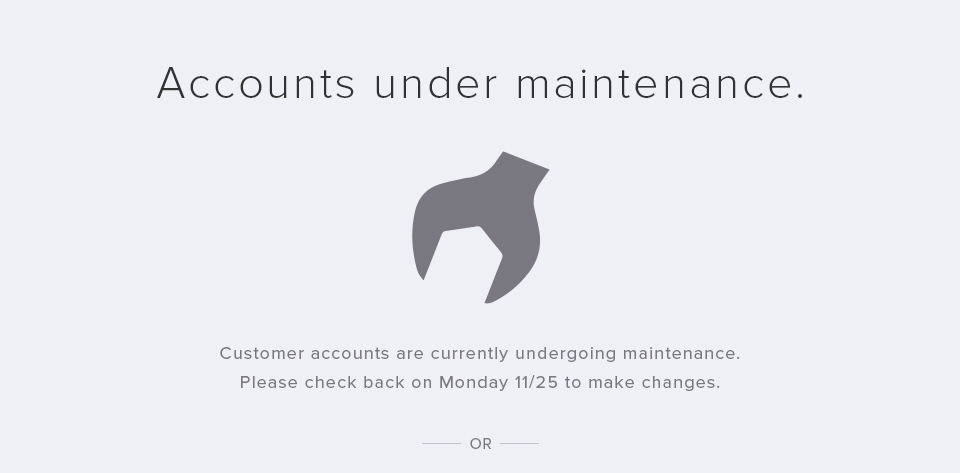 Accounts under maintenance.
Customer accounts are currently undergoing maintenance.
Please check back on Monday 11/25 to make changes.
OR